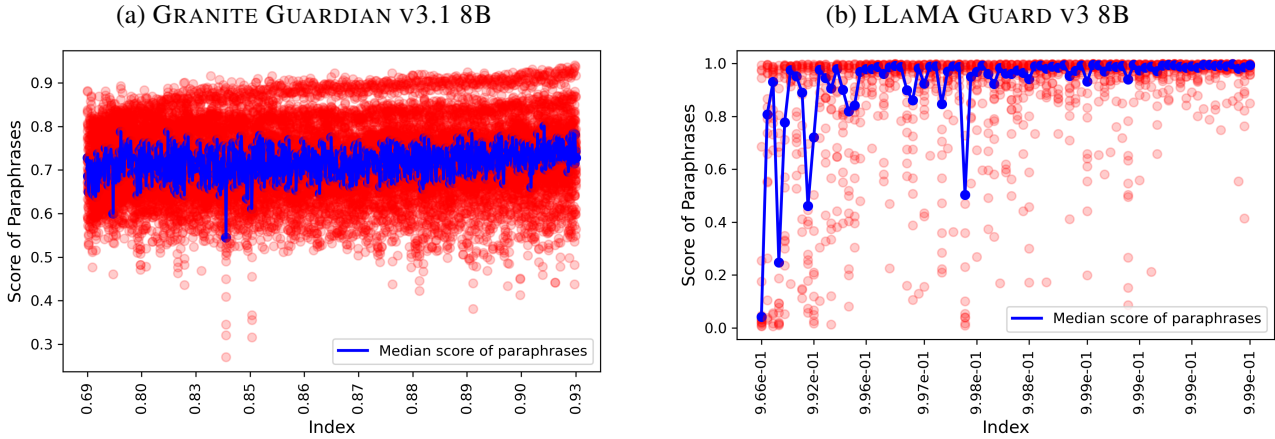 (a) GRANITE GUARDIAN V3.1 8B
Score of Paraphrases
0.9
0.8
0.7
0.6
0.5
0.4
0.3
Median score of paraphrases
0.69
0.80
0.83
0.85
0.86
0.87
0.88
0.89
0.90
0.93
Index
(b) LLAMA GUARD V3 8B
Score of Paraphrases
1.0
0.8
0.6
0.4
0.2
0.0
Median score of paraphrases
9.66e-01
9.92e-01
9.96e-01
9.97e-01
9.98e-01
9.98e-01
9.99e-01
9.99e-01
9.99e-01
Index